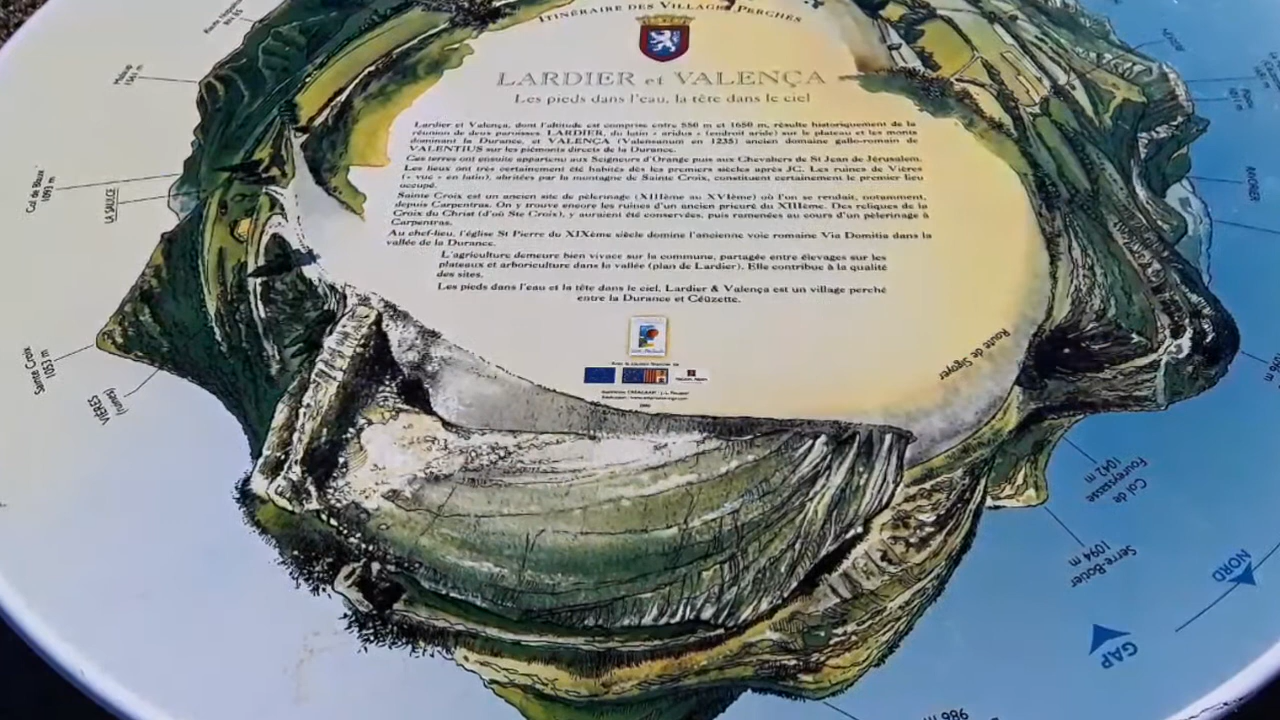 ITINÉRAIRE DES VILLAGES PERCHÉS
LARDIER et VALENÇA
Les pieds dans l'eau, la tête dans le ciel
Lardier et Valença, dont l'altitude est comprise entre 550 m et 1650 m, résulte historiquement de la
réunion de deux paroisses. LARDIER, du latin « aridus » (endroit aride) sur le plateau et les monts
dominant la Durance, et VALENÇA (Valensanum en 1235) ancien domaine gallo-romain de
VALENTIUS sur les piémonts directs de la Durance.
Ces terres ont ensuite appartenu aux Seigneurs d'Orange puis aux Chevaliers de St Jean de Jérusalem.
Les lieux ont très certainement été habités dès les premiers siècles après JC. Les ruines de Vières
(« vue » en latin), abritées par la montagne de Sainte Croix, constituent certainement le premier lieu
occupé.
Sainte Croix est un ancien site de pèlerinage (XIIIème au XVIème) où l'on se rendait, notamment,
depuis Carpentras. On y trouve encore les ruines d'un ancien prieuré du XIIIème. Des reliques de la
Croix du Christ (d'où Ste Croix), y auraient été conservées, puis ramenées au cours d'un pèlerinage à
Carpentras.
Au chef-lieu, l'église St Pierre du XIXème siècle domine l'ancienne voie romaine Via Domitia dans la
vallée de la Durance.
L'agriculture demeure bien vivace sur la commune, partagée entre élevages sur les
plateaux et arboriculture dans la vallée (plan de Lardier). Elle contribue à la qualité
des sites.
Les pieds dans l'eau et la tête dans le ciel, Lardier & Valença est un village perché
entre la Durance et Céüzette.
Route de Sigoyer
Col de Blaux
1093 m
LA SAULCE
Sainte Croix
1053 m
VIÈRES
(ruines)
Col de
Foureyssasse
1042 m
Serre-Botier
1094 m
NORD
GAP
986 m